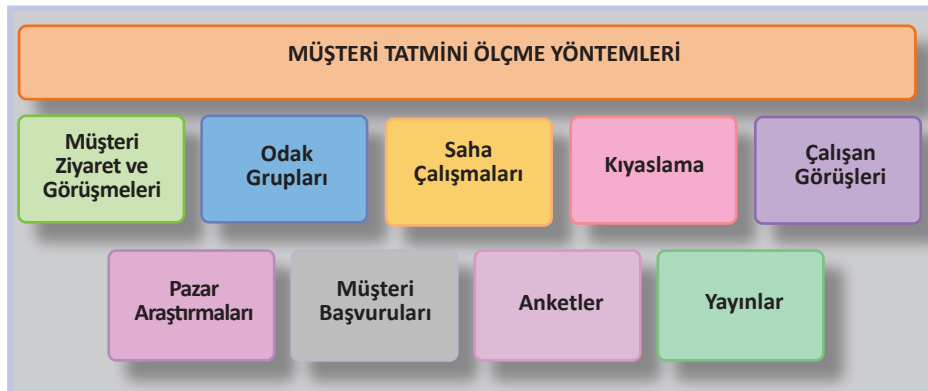 MÜŞTERİ TATMİNİ ÖLÇME YÖNTEMLERİ
Müşteri
Ziyaret ve
Görüşmeleri
Odak
Grupları
Saha
Çalışmaları
Kıyaslama
Çalışan
Görüşleri
Pazar
Araştırmaları
Müşteri
Başvuruları
Anketler
Yayınlar